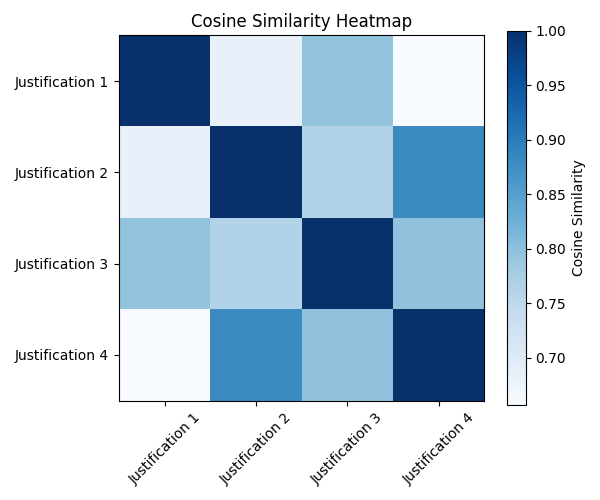 Cosine Similarity Heatmap
Justification 1
Justification 2
Justification 3
Justification 4
Justification 1
Justification 2
Justification 3
Justification 4
1.00
0.95
0.90
0.85
0.80
0.75
0.70
Cosine Similarity